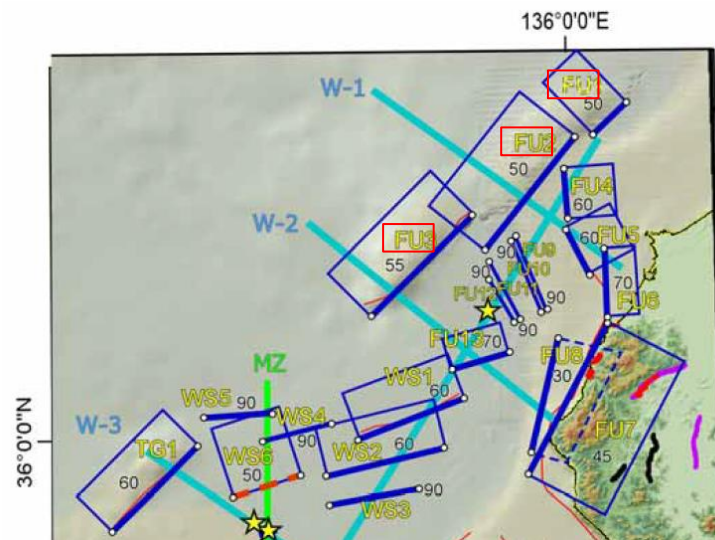 136°0'0"E
FU1
50
W-1
FU2
50
FU4
60
W-2
FU3
55
FU5
60
FU9
90
FU10
90
FU11
70
FU12
90
FU6
90
FU13
70
FU8
30
MZ
WS1
60
WS5
90
WS4
90
W-3
36°0'0"N
TG1
60
WS6
50
WS2
60
FU7
45
WS3
90